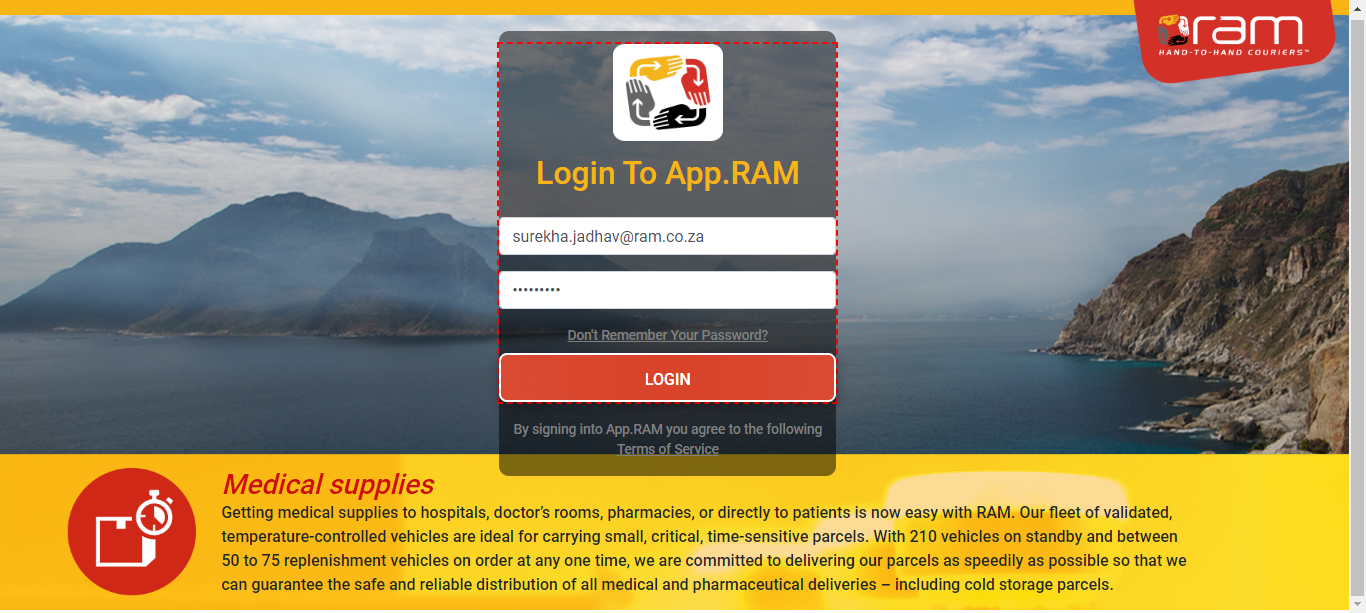 ram
HAND-TO-HAND COURIERS™
Login To App.RAM
surekha.jadhav@ram.co.za
•••••••••
Don't Remember Your Password?
LOGIN
By signing into App.RAM you agree to the following
Terms of Service
Medical supplies
Getting medical supplies to hospitals, doctor’s rooms, pharmacies, or directly to patients is now easy with RAM. Our fleet of validated,
temperature-controlled vehicles are ideal for carrying small, critical, time-sensitive parcels. With 210 vehicles on standby and between
50 to 75 replenishment vehicles on order at any one time, we are committed to delivering our parcels as speedily as possible so that we
can guarantee the safe and reliable distribution of all medical and pharmaceutical deliveries – including cold storage parcels.